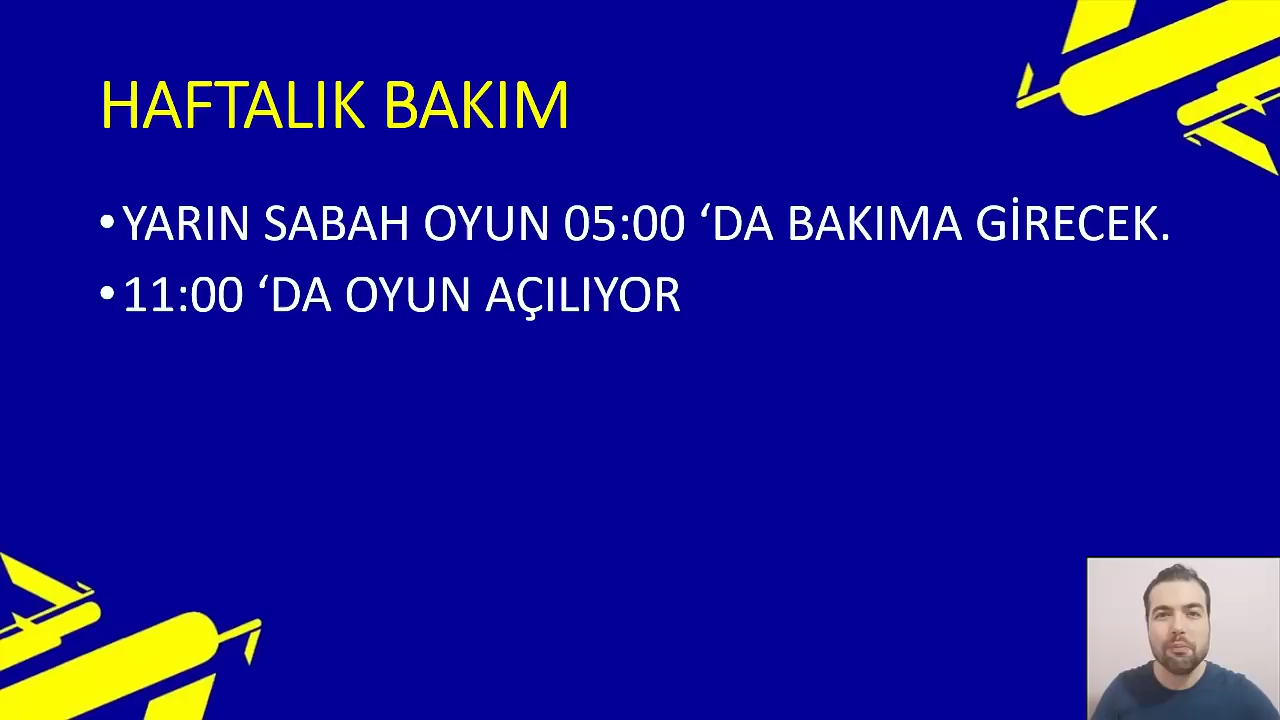 HAFTALIK BAKIM
• YARIN SABAH OYUN 05:00 ‘DA BAKIMA GİRECEK.
• 11:00 ‘DA OYUN AÇILIYOR